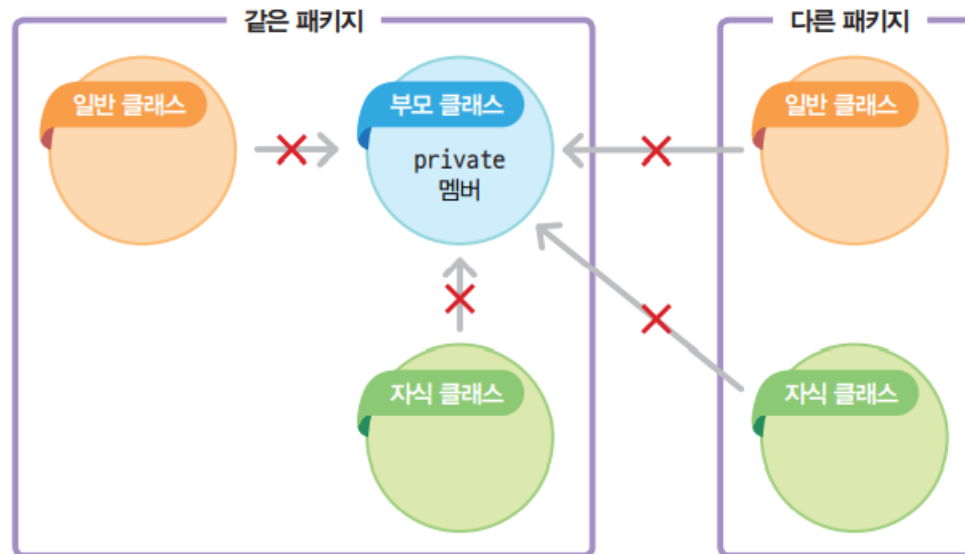 같은 패키지
다른 패키지
일반 클래스
부모 클래스
private
멤버
일반 클래스
자식 클래스
자식 클래스